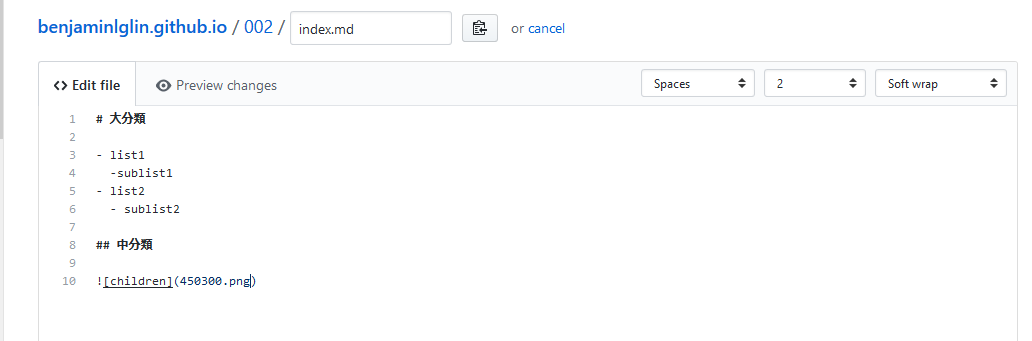 benjaminlglin.github.io / 002 / index.md or cancel
<> Edit file Preview changes Spaces 2 Soft wrap
1 # 大分類
2
3 - list1
4 -sublist1
5 - list2
6 - sublist2
7
8 ## 中分類
9
10 ![children](450300.png)